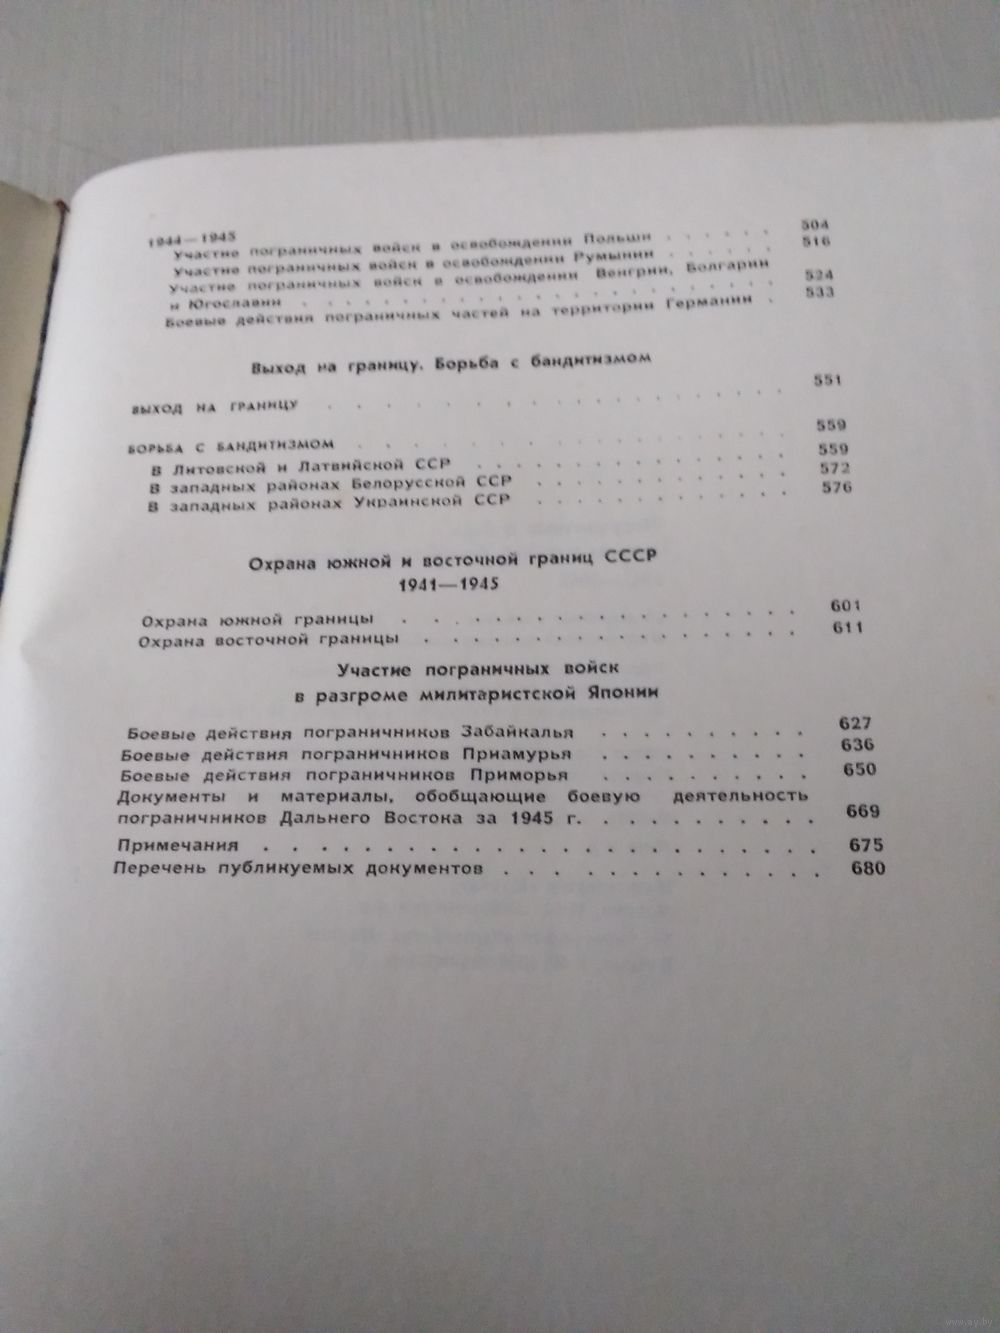 1944—1945
Участие пограничных войск в освобождении Польши . . . . . . 504
Участие пограничных войск в освобождении Румынии . . . . . 516
Участие пограничных войск в освобождении Венгрии, Болгарии
и Югославии . . . . . . . . . . . . . . . . . 524
Боевые действия пограничных частей на территории Германии . 533
Выход на границу. Борьба с бандитизмом
ВЫХОД НА ГРАНИЦУ . . . . . . . . . . . . . . . . 551
БОРЬБА С БАНДИТИЗМОМ . . . . . . . . . . . . . . . 559
В Литовской и Латвийской ССР . . . . . . . . . . . 559
В западных районах Белорусской ССР . . . . . . . . . 572
В западных районах Украинской ССР . . . . . . . . . 576
Охрана южной и восточной границ СССР
1941—1945
Охрана южной границы . . . . . . . . . . . . . . . 601
Охрана восточной границы . . . . . . . . . . . . . . 611
Участие пограничных войск
в разгроме милитаристской Японии
Боевые действия пограничников Забайкалья . . . . . . . . 627
Боевые действия пограничников Приамурья . . . . . . . . 636
Боевые действия пограничников Приморья . . . . . . . . 650
Документы и материалы, обобщающие боевую деятельность
пограничников Дальнего Востока за 1945 г. . . . . . . . . . 669
Примечания . . . . . . . . . . . . . . . . . . . . 675
Перечень публикуемых документов . . . . . . . . . . . . 680
www.ay.by